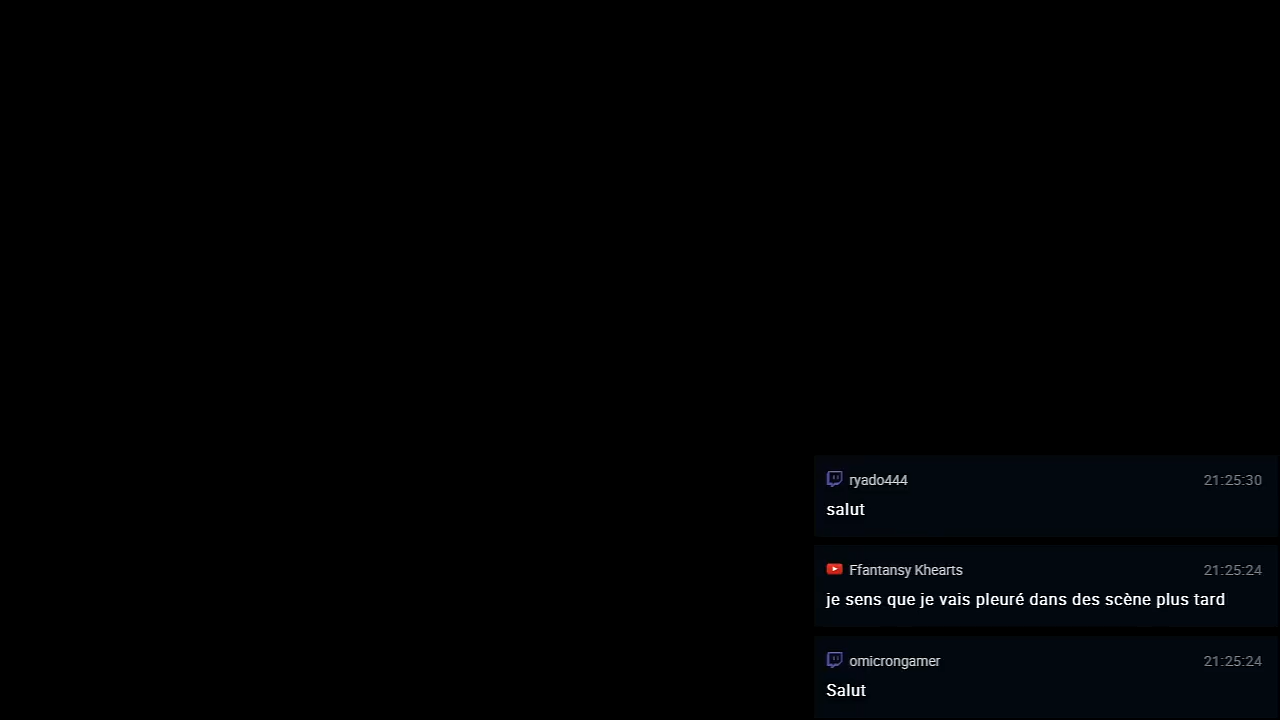 ryado444 21:25:30
salut
Ffantansy Khearts 21:25:24
je sens que je vais pleuré dans des scène plus tard
omicrongamer 21:25:24
Salut